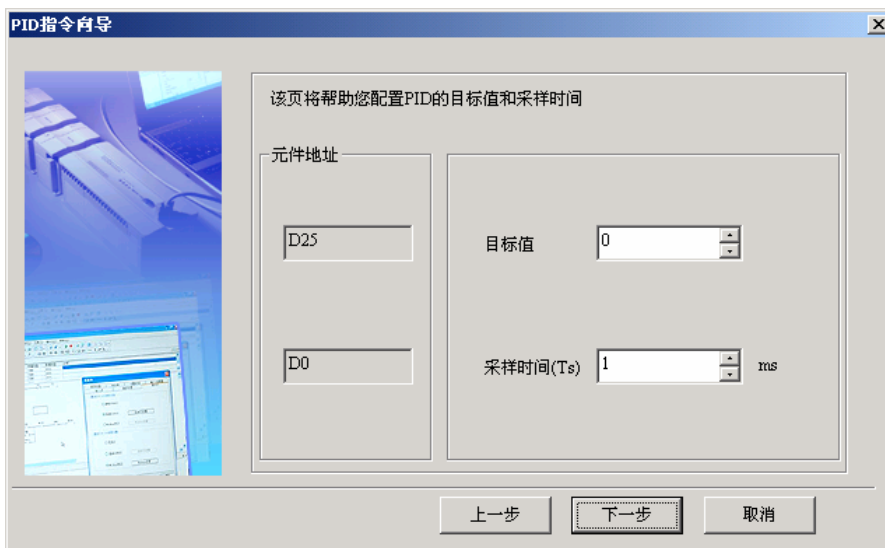 PID指令向导
该页将帮助您配置PID的目标值和采样时间
元件地址
D25
目标值 0
D0
采样时间(Ts) 1 ms
上一步 下一步 取消